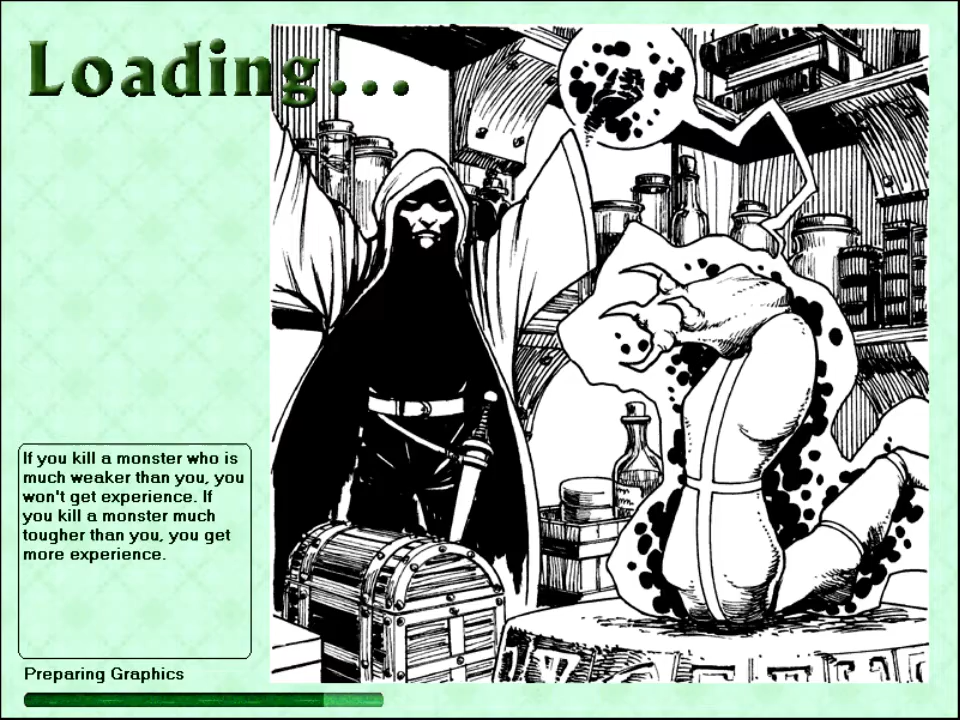 Loading...
If you kill a monster who is
much weaker than you, you
won't get experience. If
you kill a monster much
tougher than you, you get
more experience.
Preparing Graphics